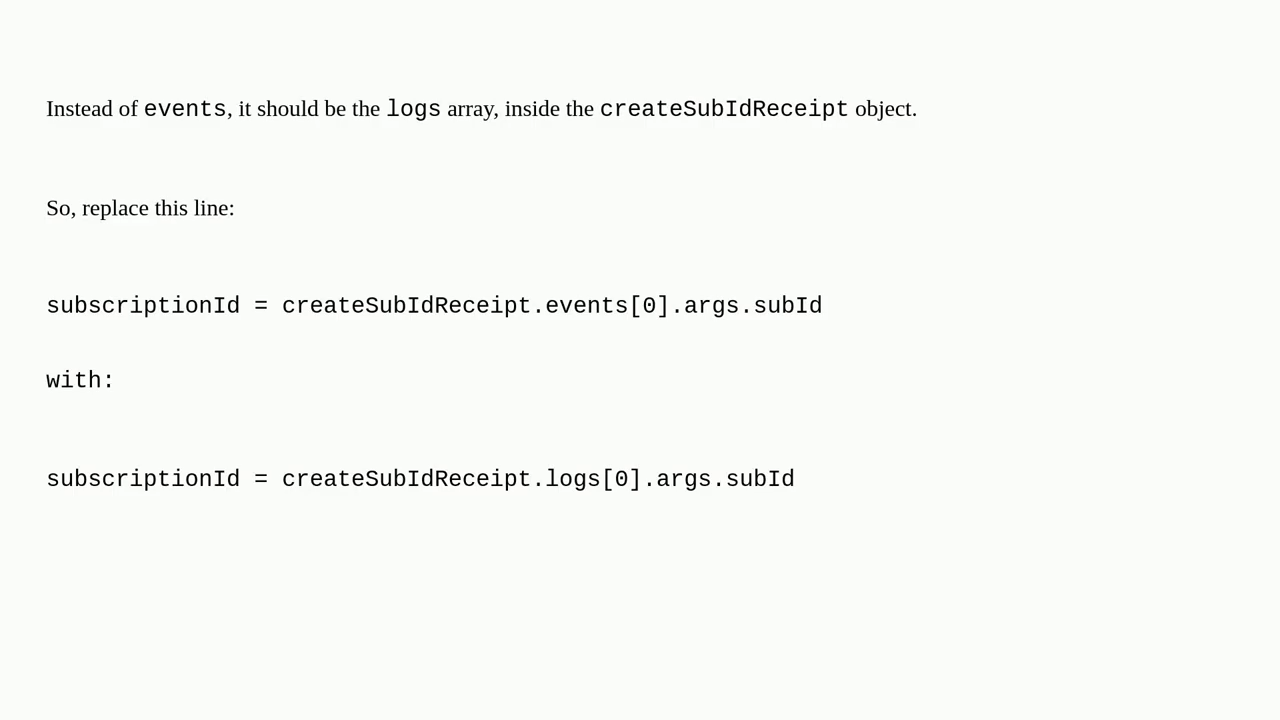 Instead of events, it should be the logs array, inside the createSubIdReceipt object.
So, replace this line:
subscriptionId = createSubIdReceipt.events[0].args.subId
with:
subscriptionId = createSubIdReceipt.logs[0].args.subId